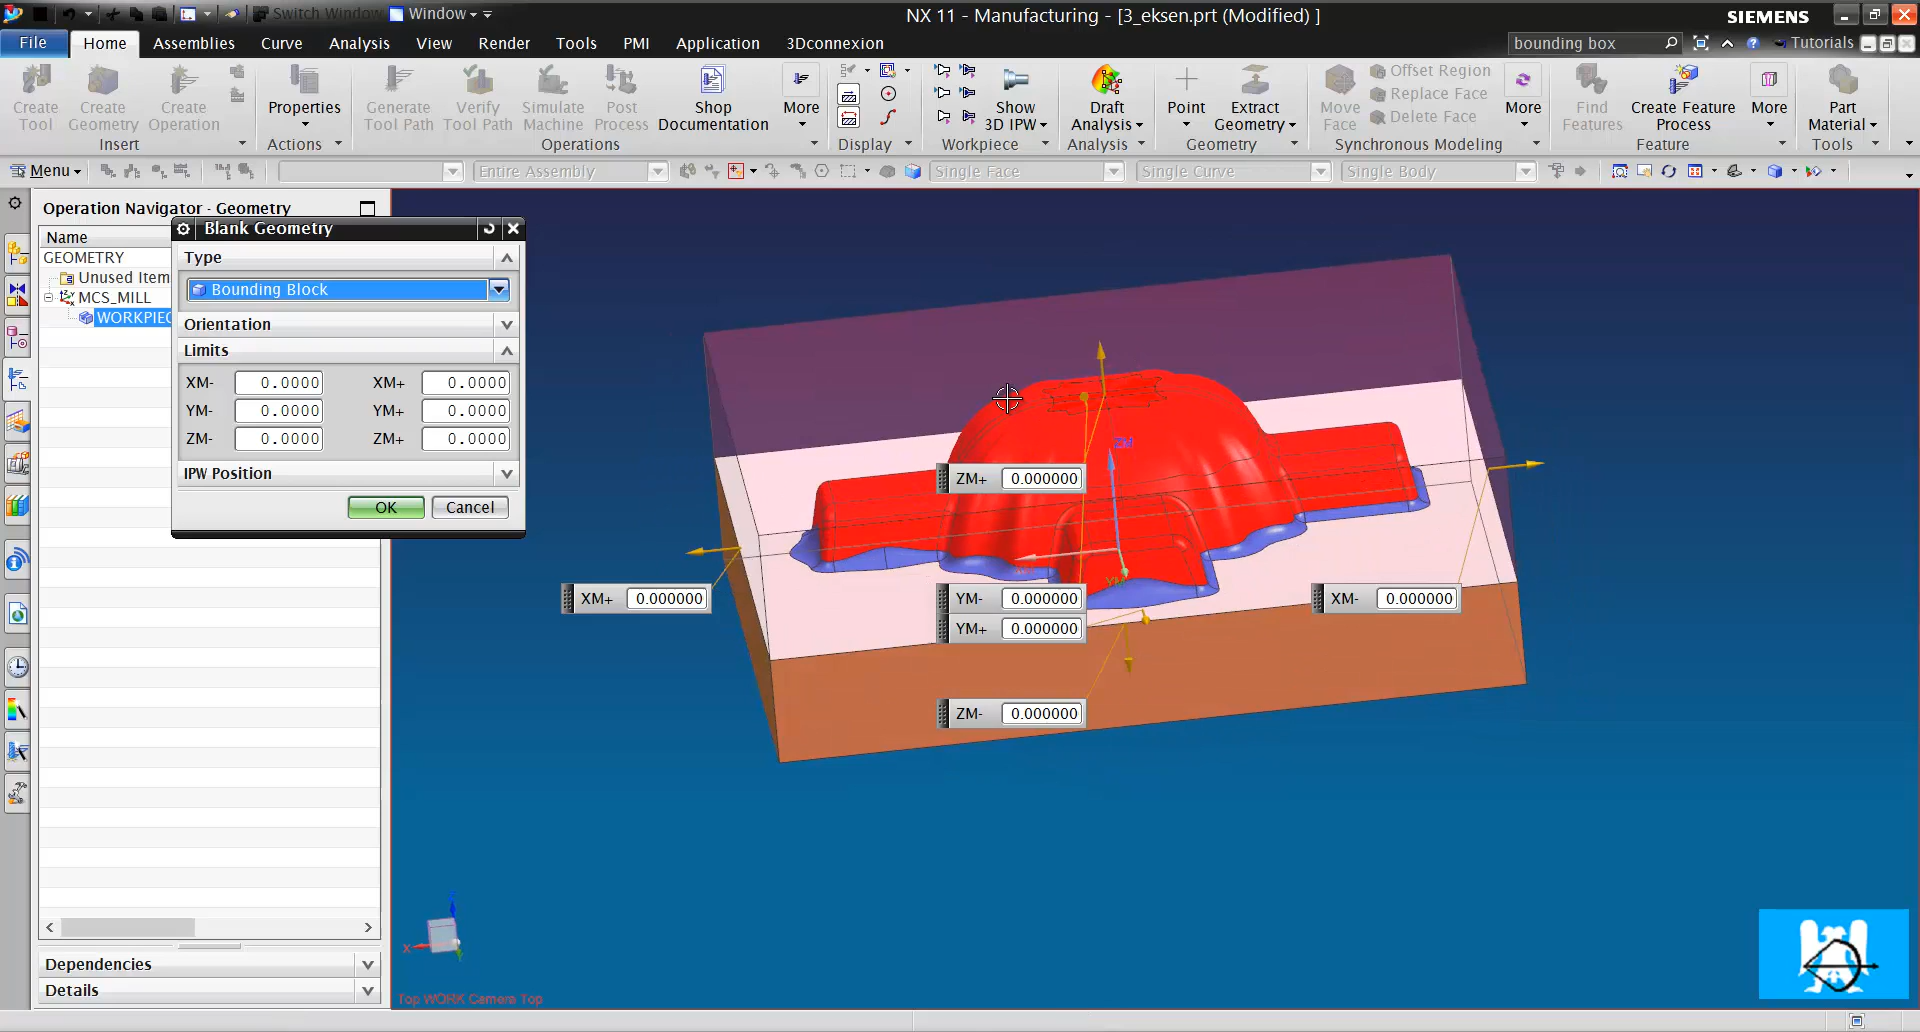 Switch Window Window
NX 11 - Manufacturing - [3_eksen.prt (Modified) ]
SIEMENS
File Home Assemblies Curve Analysis View Render Tools PMI Application 3Dconnexion
bounding box
Tutorials
Create Tool
Create Geometry
Create Operation
Insert
Properties
Actions
Generate Tool Path
Verify Tool Path
Simulate Machine
Post Process
Shop Documentation
More
Operations
Display
Show 3D IPW
Workpiece
Draft Analysis
Analysis
Point
Extract Geometry
Geometry
Move Face
Offset Region
Replace Face
Delete Face
More
Synchronous Modeling
Find Features
Create Feature Process
More
Feature
Part Material
Tools
Menu
Entire Assembly
Single Face
Single Curve
Single Body
Operation Navigator - Geometry
Name
GEOMETRY
Unused Item
MCS_MILL
WORKPIEC
Blank Geometry
Type
Bounding Block
Orientation
Limits
XM- 0.0000 XM+ 0.0000
YM- 0.0000 YM+ 0.0000
ZM- 0.0000 ZM+ 0.0000
IPW Position
OK Cancel
ZM
ZM+ 0.000000
YM
XM+ 0.000000
YM- 0.000000
XM- 0.000000
YM+ 0.000000
ZM- 0.000000
X
Dependencies
Details
Top WORK Camera Top